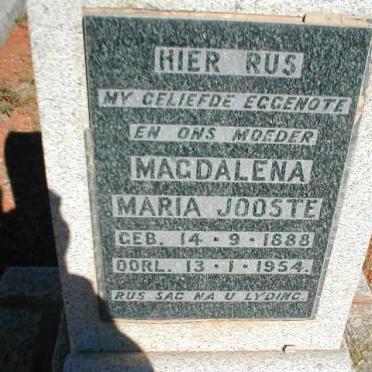 HIER RUS
MY GELIEFDE EGGENOTE
EN ONS MOEDER
MAGDALENA
MARIA JOOSTE
GEB. 14-9-1888
OORL. 13-1-1954.
RUS SAG NA U LYDING.